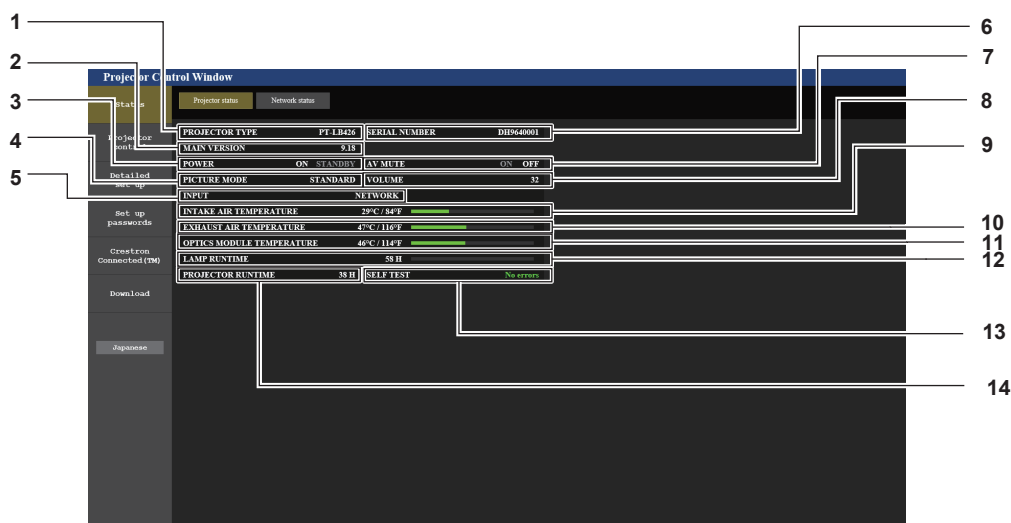 1
2
3
4
5
6
7
8
9
10
11
12
13
14
Projector Control Window
Status
Projector control
Detailed set up
Set up passwords
Crestron Connected(TM)
Download
Japanese
Projector status Network status
PROJECTOR TYPE PT-LB426 SERIAL NUMBER DH9640001
MAIN VERSION 9.18
POWER ON STANDBY AV MUTE ON OFF
PICTURE MODE STANDARD VOLUME 32
INPUT NETWORK
INTAKE AIR TEMPERATURE 29°C / 84°F
EXHAUST AIR TEMPERATURE 47°C / 116°F
OPTICS MODULE TEMPERATURE 46°C / 114°F
LAMP RUNTIME 58 H
PROJECTOR RUNTIME 38 H SELF TEST No errors